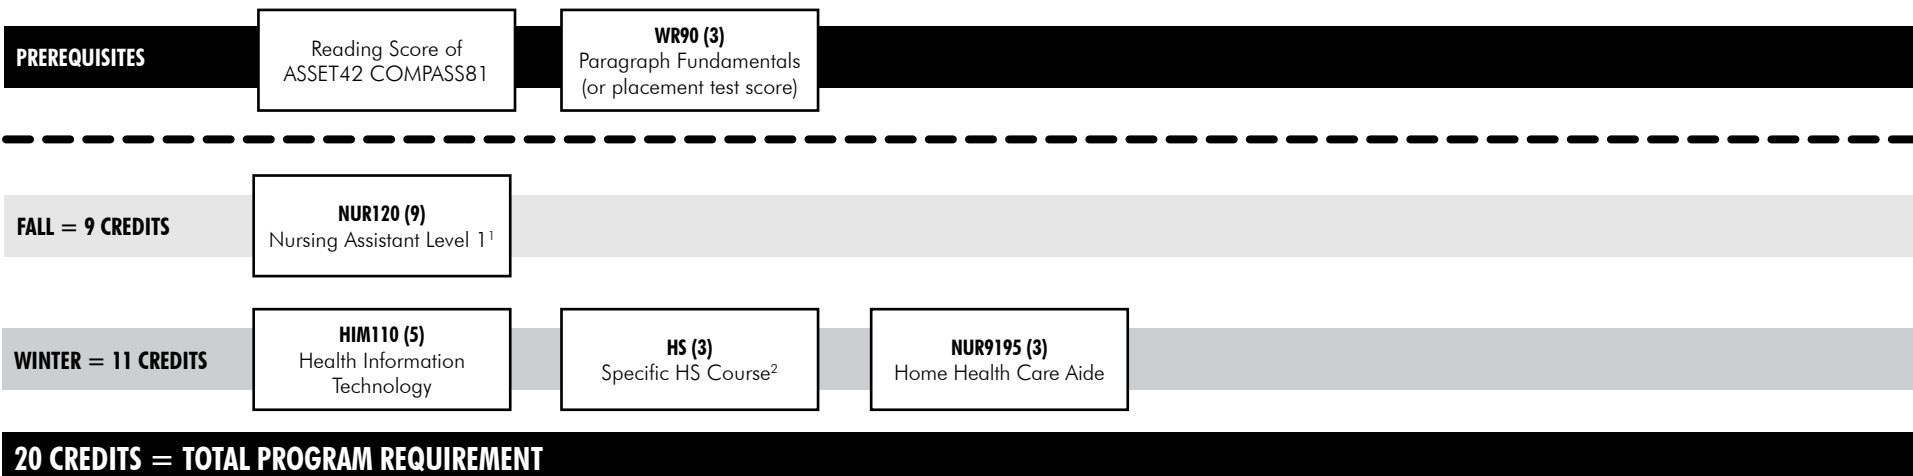 PREREQUISITES
Reading Score of
ASSET42 COMPASS81
WR90 (3)
Paragraph Fundamentals
(or placement test score)
FALL = 9 CREDITS
NUR120 (9)
Nursing Assistant Level 1¹
WINTER = 11 CREDITS
HIM110 (5)
Health Information
Technology
HS (3)
Specific HS Course²
NUR9195 (3)
Home Health Care Aide
20 CREDITS = TOTAL PROGRAM REQUIREMENT